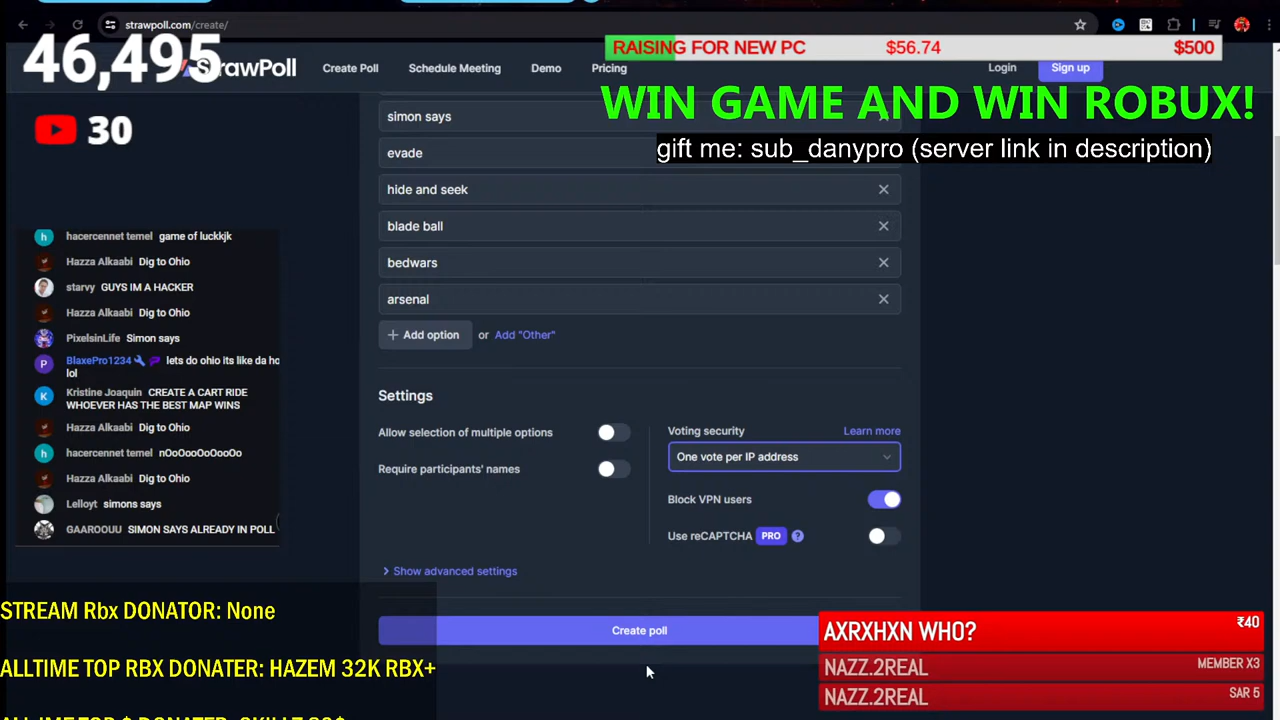 strawpoll.com/create/
46,495
StrawPoll
Create Poll
Schedule Meeting
Demo
Pricing
Login
Sign up
RAISING FOR NEW PC
$56.74
$500
WIN GAME AND WIN ROBUX!
gift me: sub_danypro (server link in description)
30
simon says
evade
hide and seek
blade ball
bedwars
arsenal
+ Add option or Add "Other"
Settings
Allow selection of multiple options
Require participants' names
Voting security
Learn more
One vote per IP address
Block VPN users
Use reCAPTCHA PRO ?
Show advanced settings
Create poll
h hacercennet temel game of luckkjk
Hazza Alkaabi Dig to Ohio
starvy GUYS IM A HACKER
Hazza Alkaabi Dig to Ohio
PixelsinLife Simon says
P BlaxePro1234 lets do ohio its like da ho
lol
K Kristine Joaquin CREATE A CART RIDE
WHOEVER HAS THE BEST MAP WINS
Hazza Alkaabi Dig to Ohio
h hacercennet temel nOoOooOoOooOo
Hazza Alkaabi Dig to Ohio
Lelloyt simons says
GAAROOUU SIMON SAYS ALREADY IN POLL
STREAM Rbx DONATOR: None
ALLTIME TOP RBX DONATER: HAZEM 32K RBX+
AXRXHXN WHO?
₹40
NAZZ.2REAL
MEMBER X3
NAZZ.2REAL
SAR 5